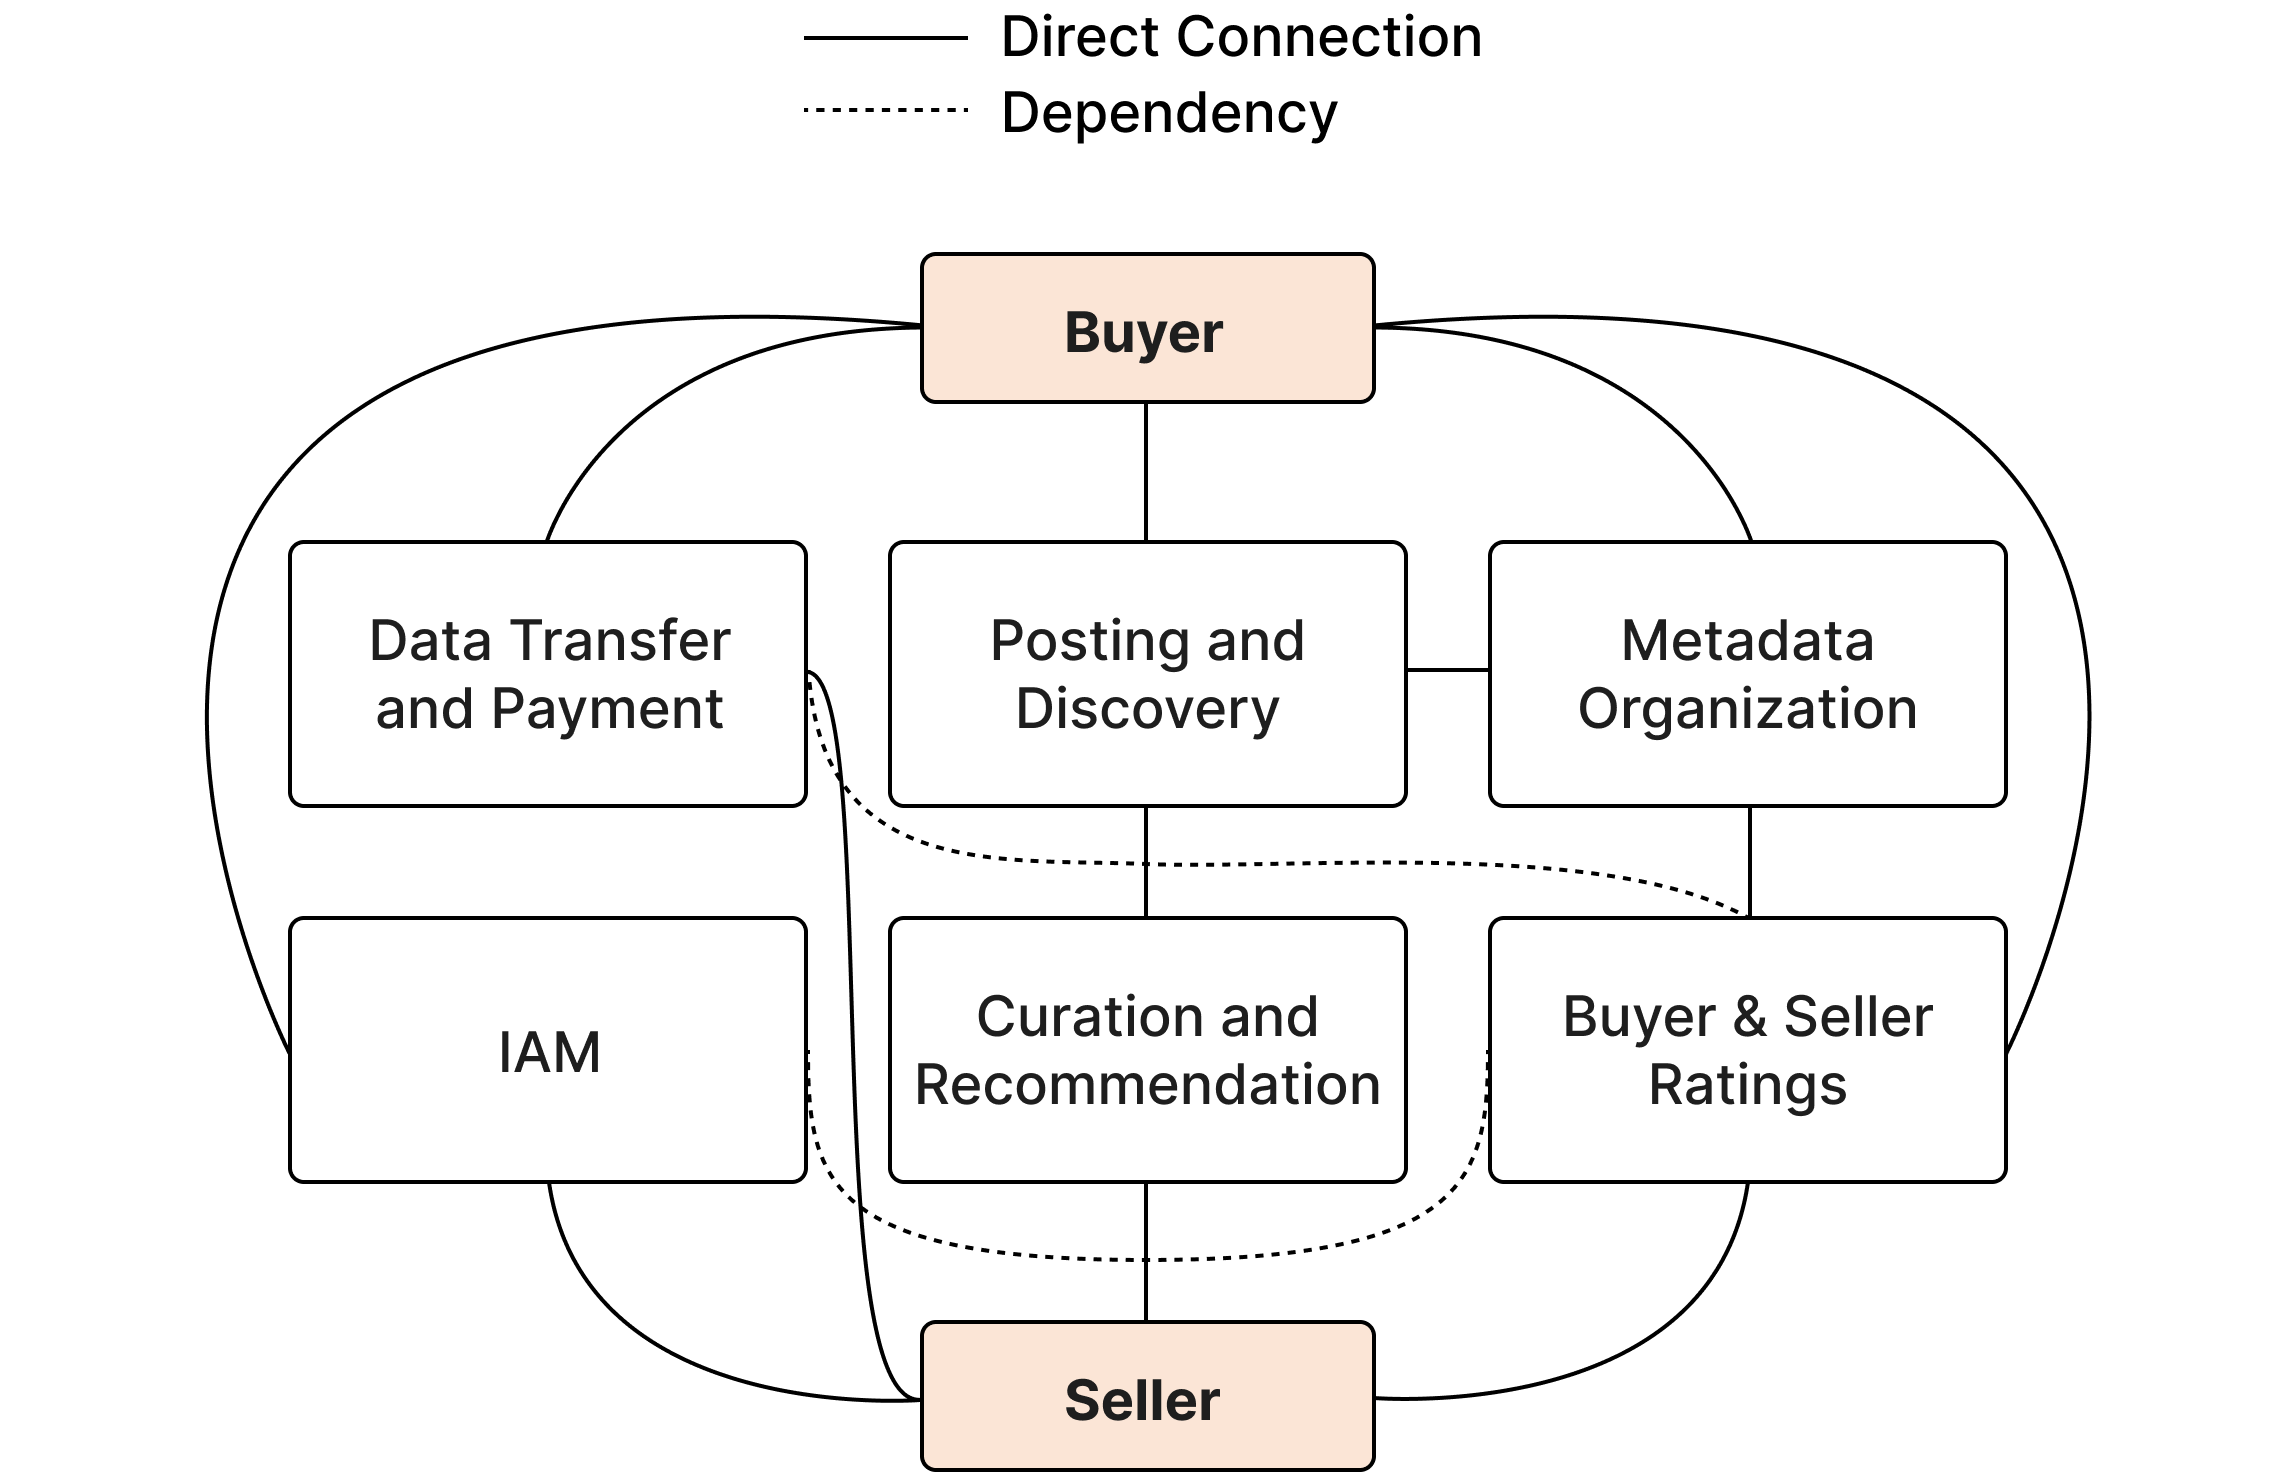 Direct Connection
Dependency
Buyer
Data Transfer
and Payment
Posting and
Discovery
Metadata
Organization
IAM
Curation and
Recommendation
Buyer & Seller
Ratings
Seller